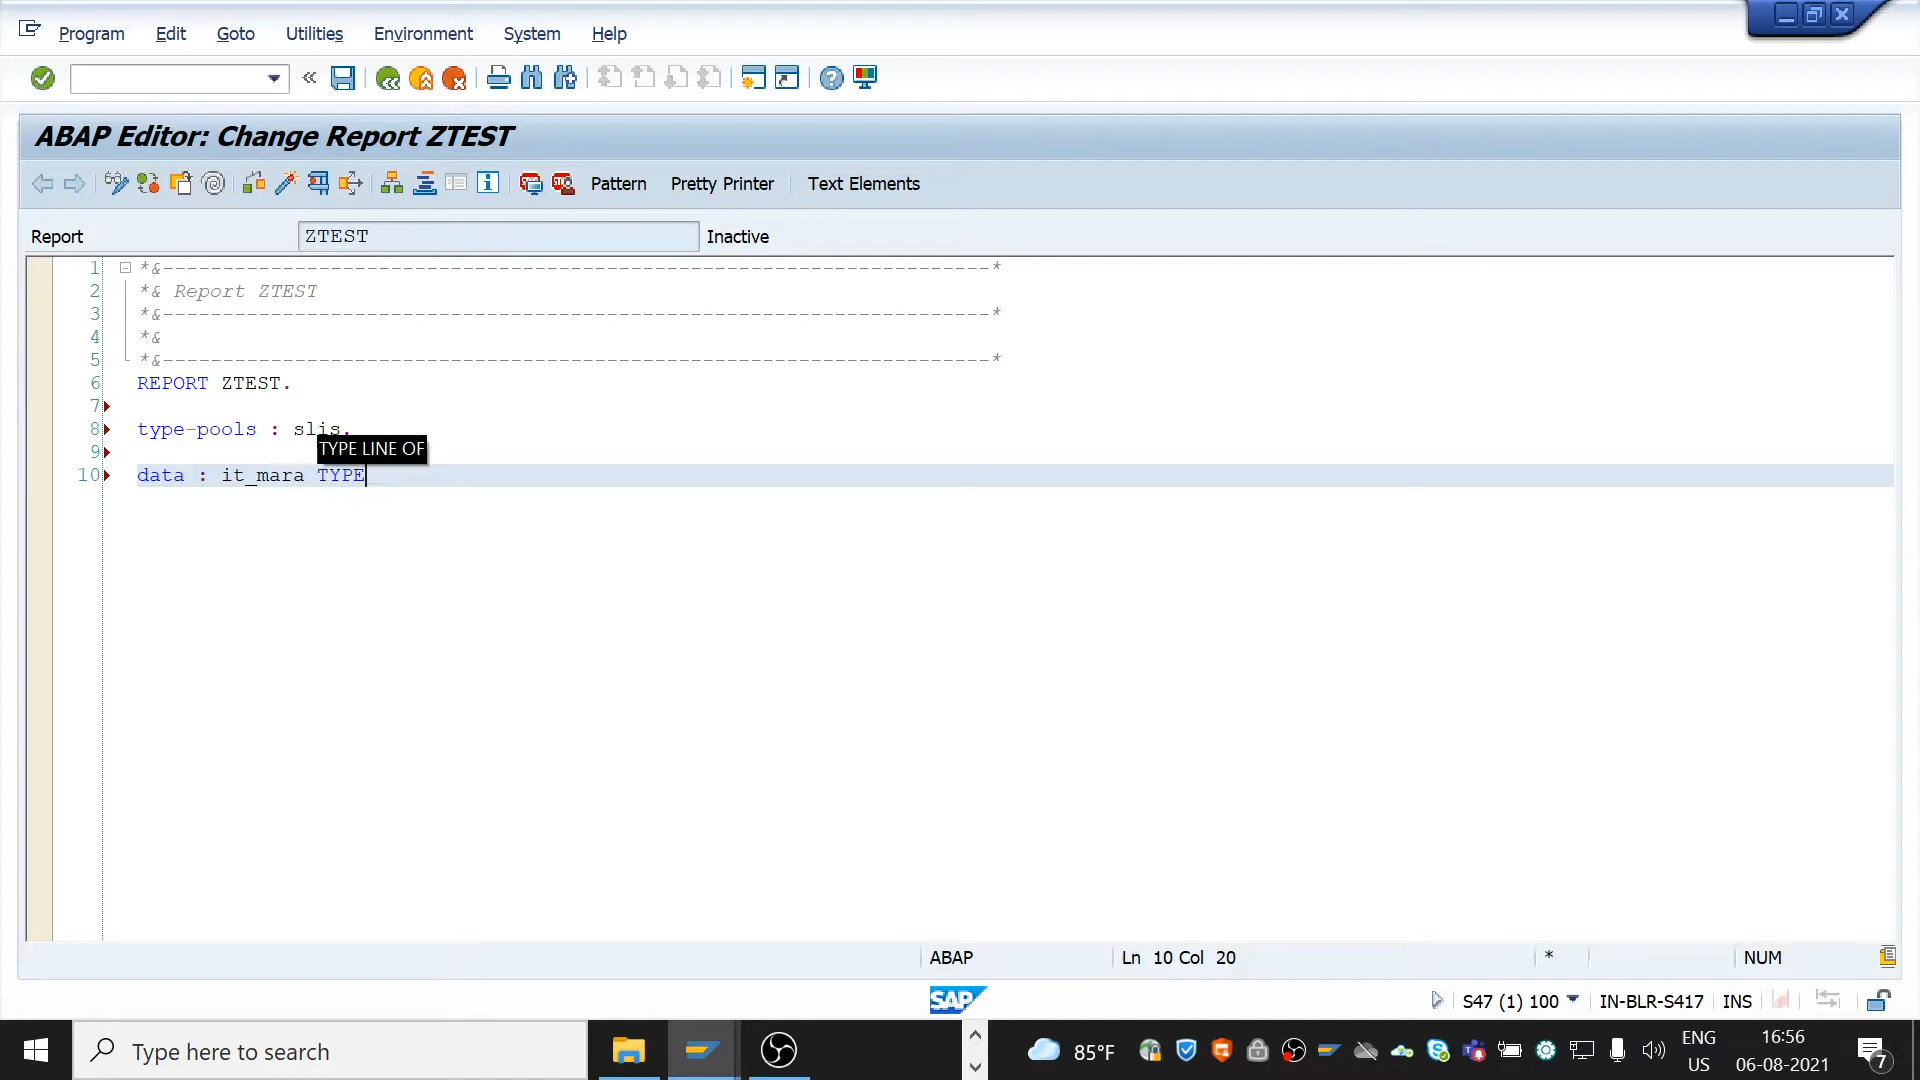 Program Edit Goto Utilities Environment System Help
ABAP Editor: Change Report ZTEST
Pattern Pretty Printer Text Elements
Report ZTEST Inactive
1 *&---------------------------------------------------------------------*
2 *& Report ZTEST
3 *&---------------------------------------------------------------------*
4 *&
5 *&---------------------------------------------------------------------*
6 REPORT ZTEST.
7
8 type-pools : slis.
9 TYPE LINE OF
10 data : it_mara TYPE
ABAP Ln 10 Col 20 * NUM
SAP S47 (1) 100 IN-BLR-S417 INS
Type here to search 85°F ENG 16:56
US 06-08-2021 7